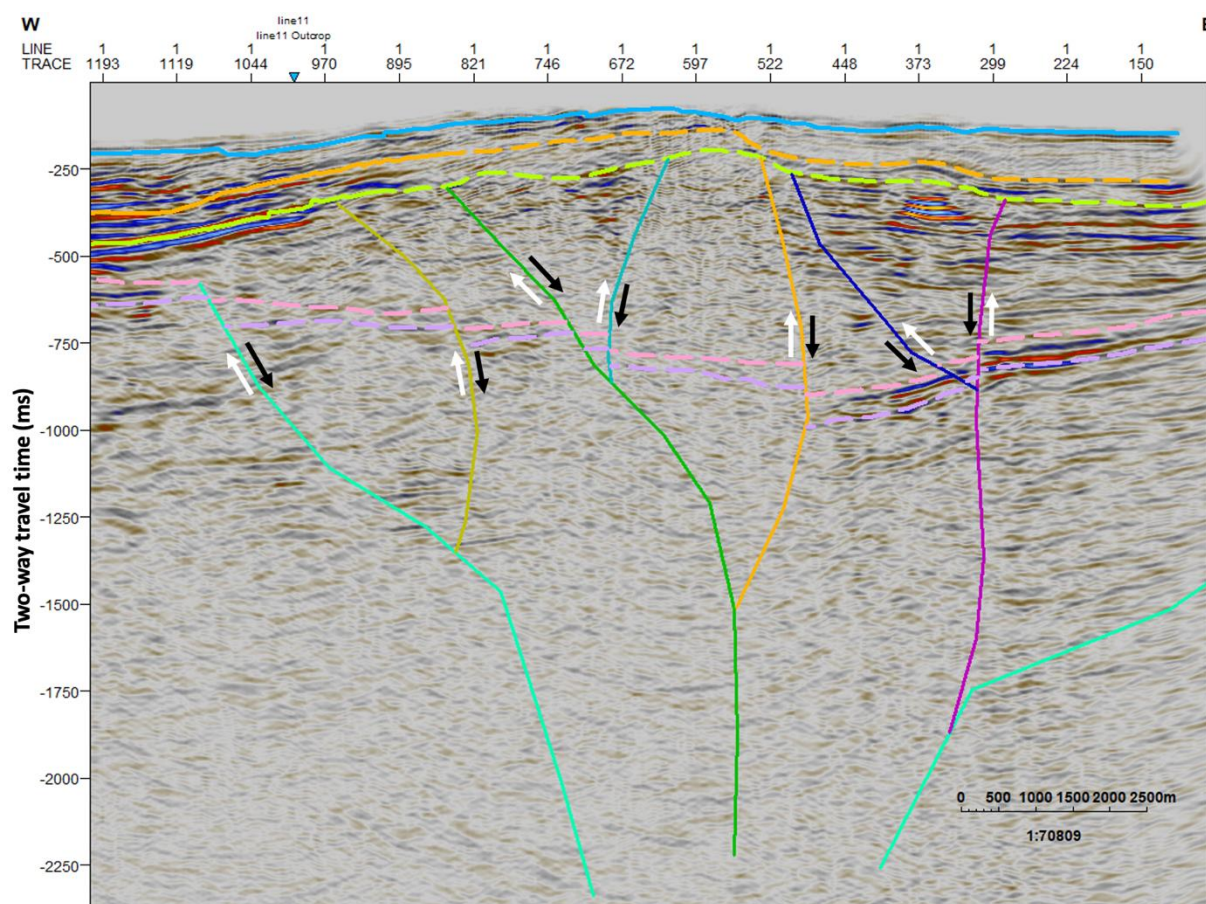 W
line11
line11 Outcrop
E
LINE 1 1 1 1 1 1 1 1 1 1 1 1 1 1 1
TRACE 1193 1119 1044 970 895 821 746 672 597 522 448 373 299 224 150
-250
-500
-750
-1000
-1250
-1500
-1750
-2000
-2250
Two-way travel time (ms)
0 500 1000 1500 2000 2500m
1:70809